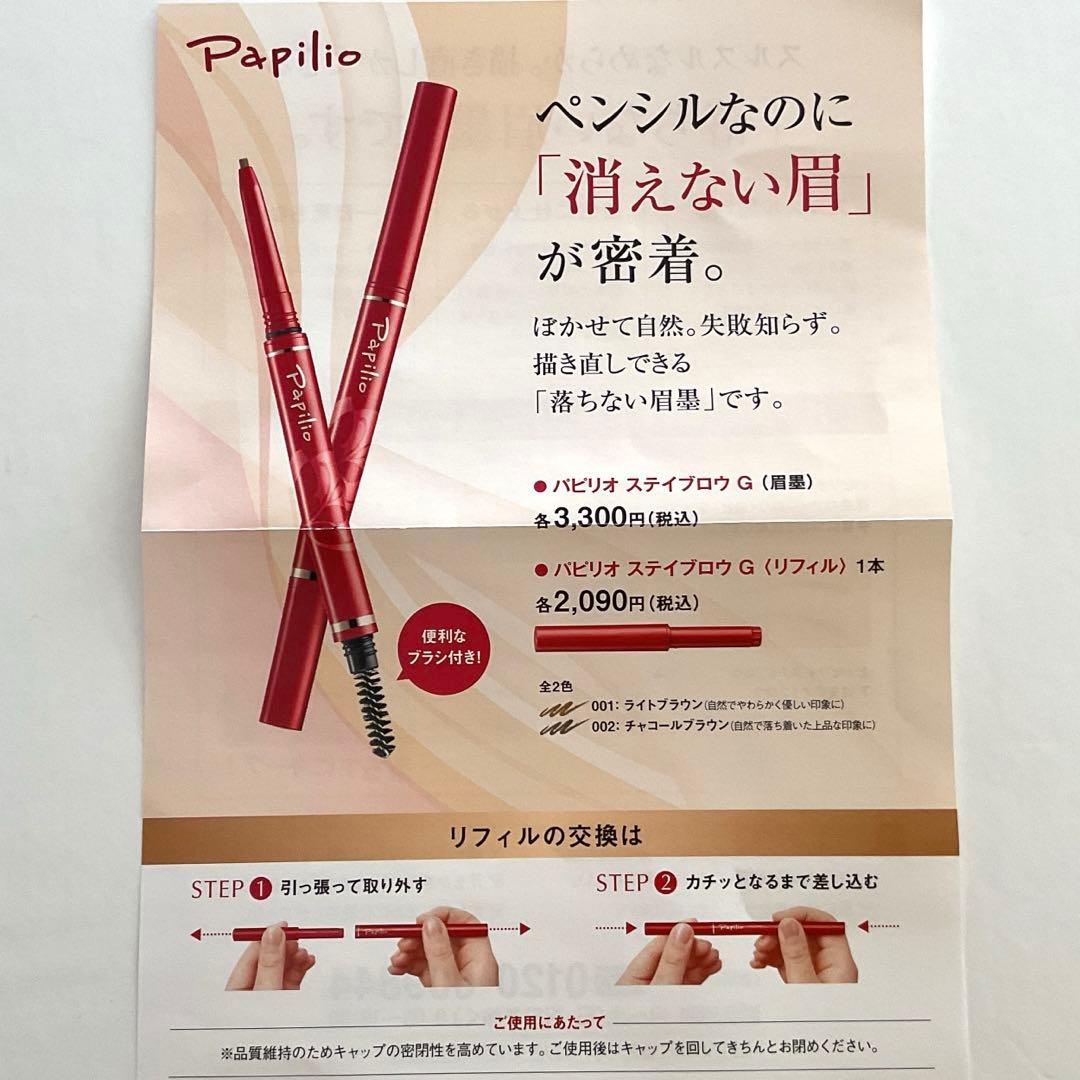 Papilio
ペンシルなのに
「消えない眉」
が密着。
ぼかせて自然。失敗知らず。
描き直しできる
「落ちない眉墨」です。
Papilio
Papilio
● パピリオ ステイブロウ G（眉墨）
各3,300円（税込）
● パピリオ ステイブロウ G〈リフィル〉1本
各2,090円（税込）
便利な
ブラシ付き!
全2色
001: ライトブラウン（自然でやわらかく優しい印象に）
002: チャコールブラウン（自然で落ち着いた上品な印象に）
リフィルの交換は
STEP 1 引っ張って取り外す
STEP 2 カチッとなるまで差し込む
Papilio
Papilio
ご使用にあたって
※品質維持のためキャップの密閉性を高めています。ご使用後はキャップを回してきちんとお閉めください。